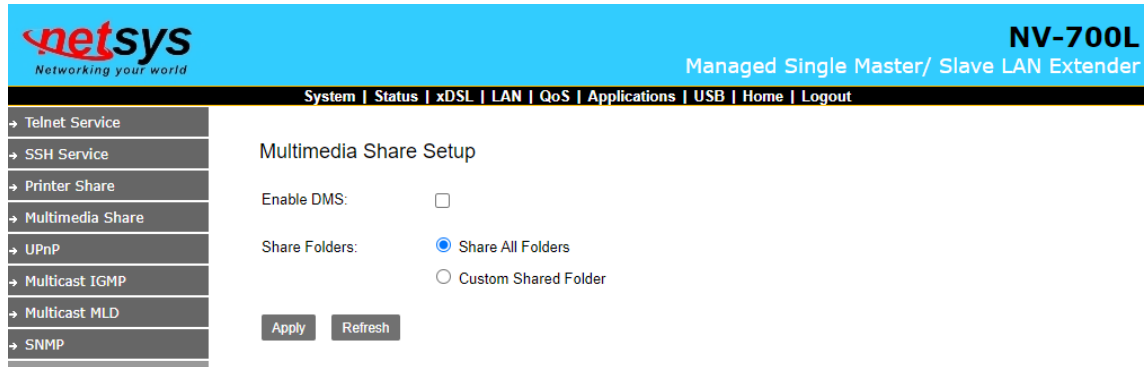 netsys
Networking your world
NV-700L
Managed Single Master/ Slave LAN Extender
System | Status | xDSL | LAN | QoS | Applications | USB | Home | Logout
Telnet Service
SSH Service
Printer Share
Multimedia Share
UPnP
Multicast IGMP
Multicast MLD
SNMP
Multimedia Share Setup
Enable DMS:
Share Folders: Share All Folders
Custom Shared Folder
Apply Refresh